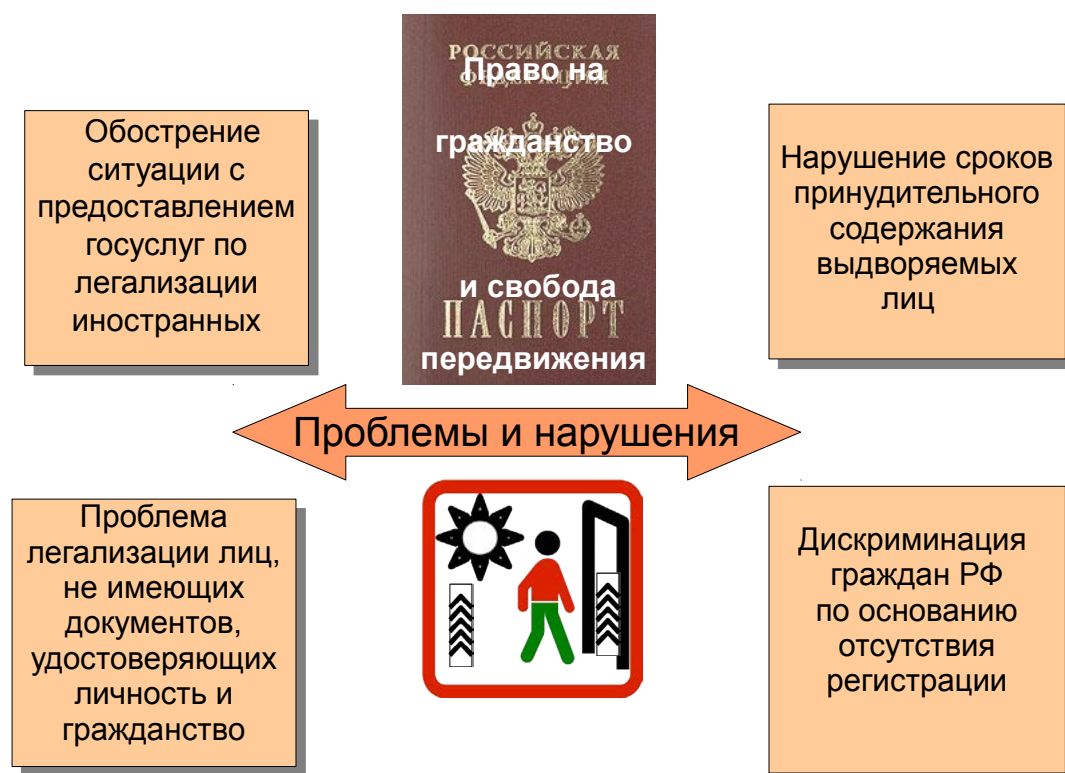 РОССИЙСКАЯ
ФЕДЕРАЦИЯ
Право на
гражданство
и свобода
ПАСПОРТ
передвижения
Обострение
ситуации с
предоставлением
госуслуг по
легализации
иностранных
Нарушение сроков
принудительного
содержания
выдворяемых
лиц
Проблемы и нарушения
Проблема
легализации лиц,
не имеющих
документов,
удостоверяющих
личность и
гражданство
Дискриминация
граждан РФ
по основанию
отсутствия
регистрации